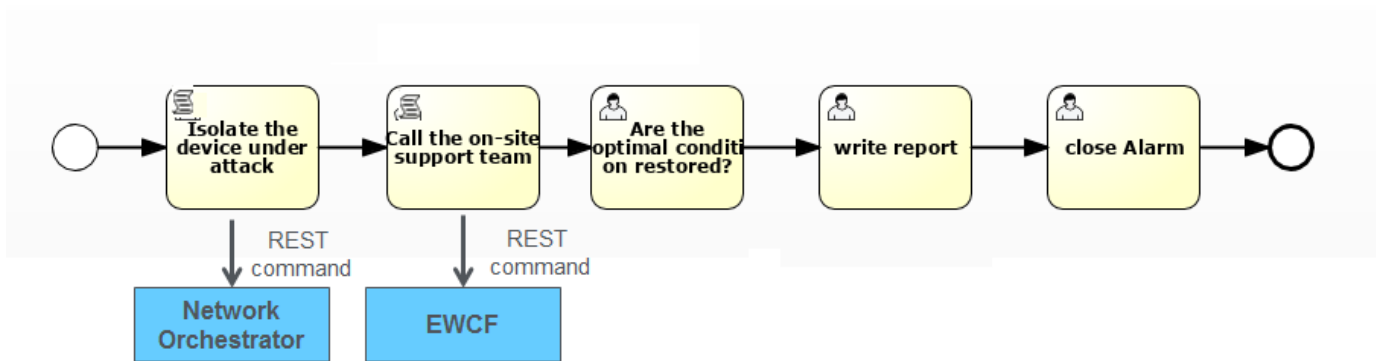 Isolate the
device under
attack
Call the on-site
support team
Are the
optimal conditi
on restored?
write report
close Alarm
REST
command
REST
command
Network
Orchestrator
EWCF